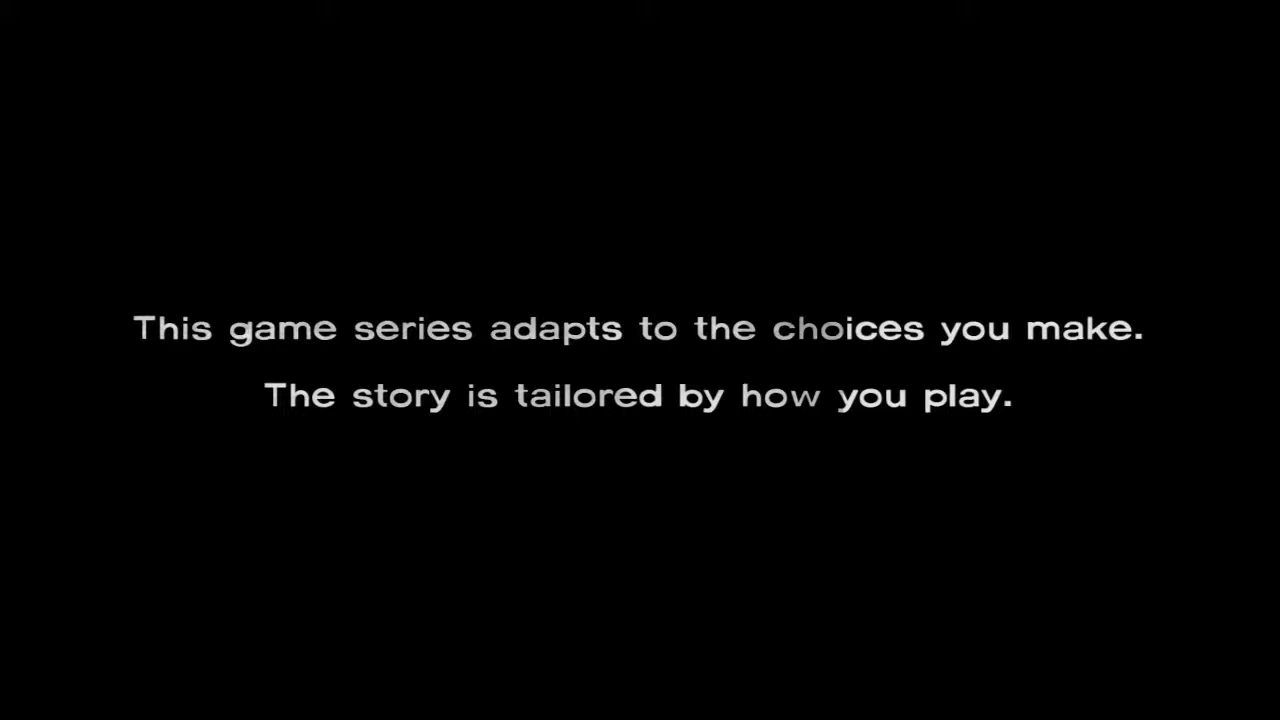 This game series adapts to the choices you make.
The story is tailored by how you play.